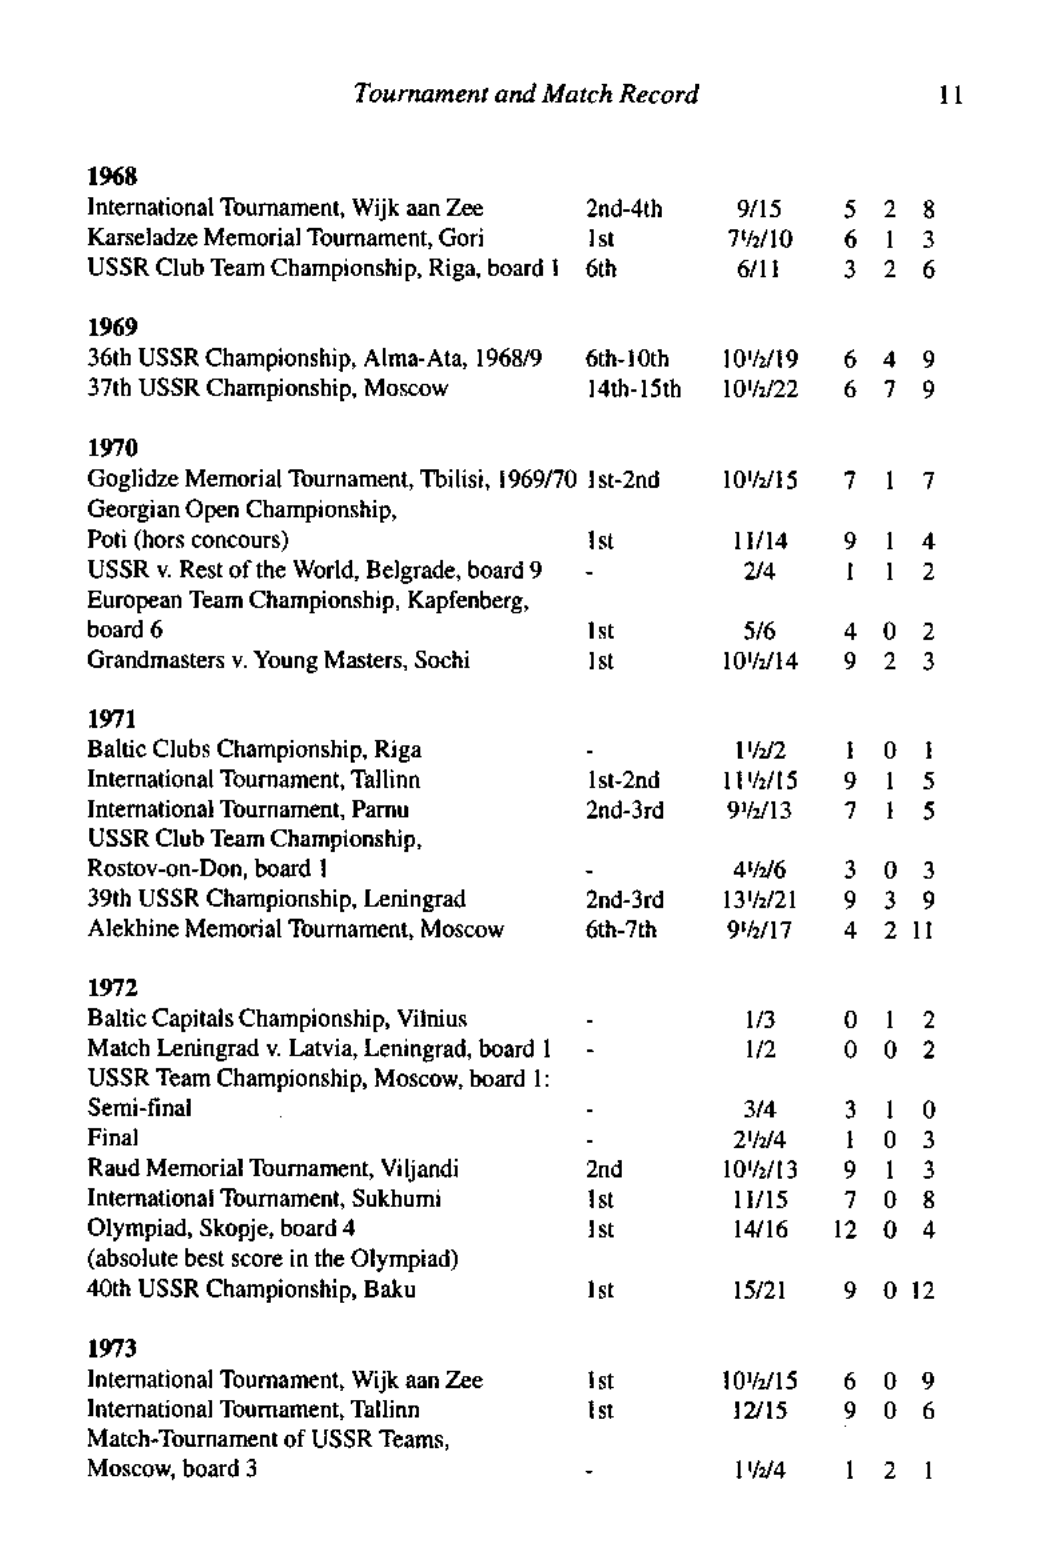 Tournament and Match Record 11
1968
International Tournament, Wijk aan Zee 2nd-4th 9/15 5 2 8
Karseladze Memorial Tournament, Gori 1st 7½/10 6 1 3
USSR Club Team Championship, Riga, board 1 6th 6/11 3 2 6
1969
36th USSR Championship, Alma-Ata, 1968/9 6th-10th 10½/19 6 4 9
37th USSR Championship, Moscow 14th-15th 10½/22 6 7 9
1970
Goglidze Memorial Tournament, Tbilisi, 1969/70 1st-2nd 10½/15 7 1 7
Georgian Open Championship,
Poti (hors concours) 1st 11/14 9 1 4
USSR v. Rest of the World, Belgrade, board 9 - 2/4 1 1 2
European Team Championship, Kapfenberg,
board 6 1st 5/6 4 0 2
Grandmasters v. Young Masters, Sochi 1st 10½/14 9 2 3
1971
Baltic Clubs Championship, Riga - 1½/2 1 0 1
International Tournament, Tallinn 1st-2nd 11½/15 9 1 5
International Tournament, Parnu 2nd-3rd 9½/13 7 1 5
USSR Club Team Championship,
Rostov-on-Don, board 1 - 4½/6 3 0 3
39th USSR Championship, Leningrad 2nd-3rd 13½/21 9 3 9
Alekhine Memorial Tournament, Moscow 6th-7th 9½/17 4 2 11
1972
Baltic Capitals Championship, Vilnius - 1/3 0 1 2
Match Leningrad v. Latvia, Leningrad, board 1 - 1/2 0 0 2
USSR Team Championship, Moscow, board 1:
Semi-final - 3/4 3 1 0
Final - 2½/4 1 0 3
Raud Memorial Tournament, Viljandi 2nd 10½/13 9 1 3
International Tournament, Sukhumi 1st 11/15 7 0 8
Olympiad, Skopje, board 4 1st 14/16 12 0 4
(absolute best score in the Olympiad)
40th USSR Championship, Baku 1st 15/21 9 0 12
1973
International Tournament, Wijk aan Zee 1st 10½/15 6 0 9
International Tournament, Tallinn 1st 12/15 9 0 6
Match-Tournament of USSR Teams,
Moscow, board 3 - 1½/4 1 2 1